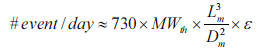 # event / day ≈ 730 × MW_th × L_m^3 / D_m^2 × ε